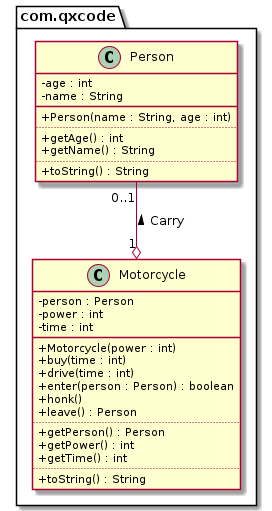 com.qxcode
C Person
-age : int
-name : String
+Person(name : String, age : int)
+getAge() : int
+getName() : String
+toString() : String
0..1
Carry
1
C Motorcycle
-person : Person
-power : int
-time : int
+Motorcycle(power : int)
+buy(time : int)
+drive(time : int)
+enter(person : Person) : boolean
+honk()
+leave() : Person
+getPerson() : Person
+getPower() : int
+getTime() : int
+toString() : String